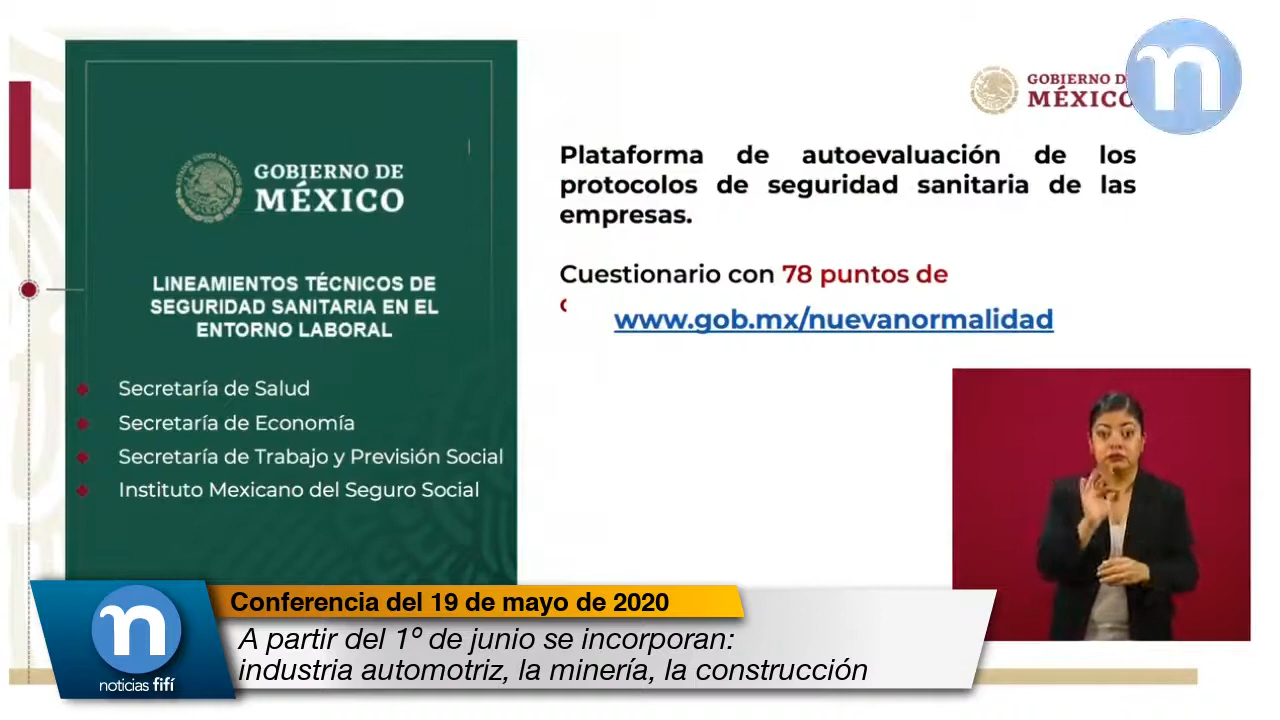 GOBIERNO DE
MÉXICO
LINEAMIENTOS TÉCNICOS DE
SEGURIDAD SANITARIA EN EL
ENTORNO LABORAL
Secretaría de Salud
Secretaría de Economía
Secretaría de Trabajo y Previsión Social
Instituto Mexicano del Seguro Social
GOBIERNO D
MÉXICO
n
Plataforma de autoevaluación de los
protocolos de seguridad sanitaria de las
empresas.
Cuestionario con 78 puntos de
www.gob.mx/nuevanormalidad
n
noticias fifí
Conferencia del 19 de mayo de 2020
A partir del 1º de junio se incorporan:
industria automotriz, la minería, la construcción